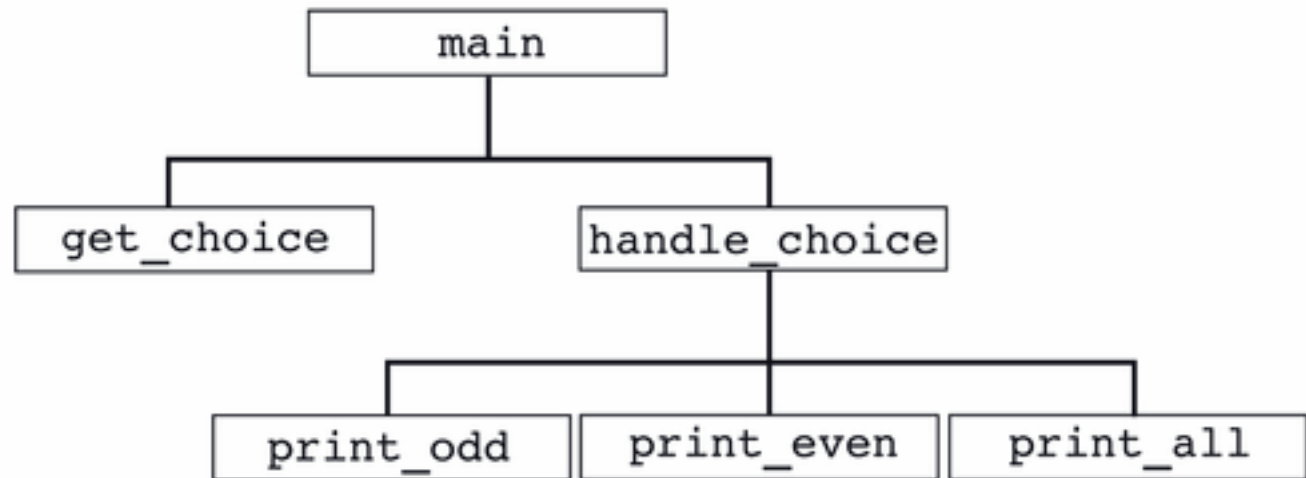 main
get_choice
handle_choice
print_odd
print_even
print_all